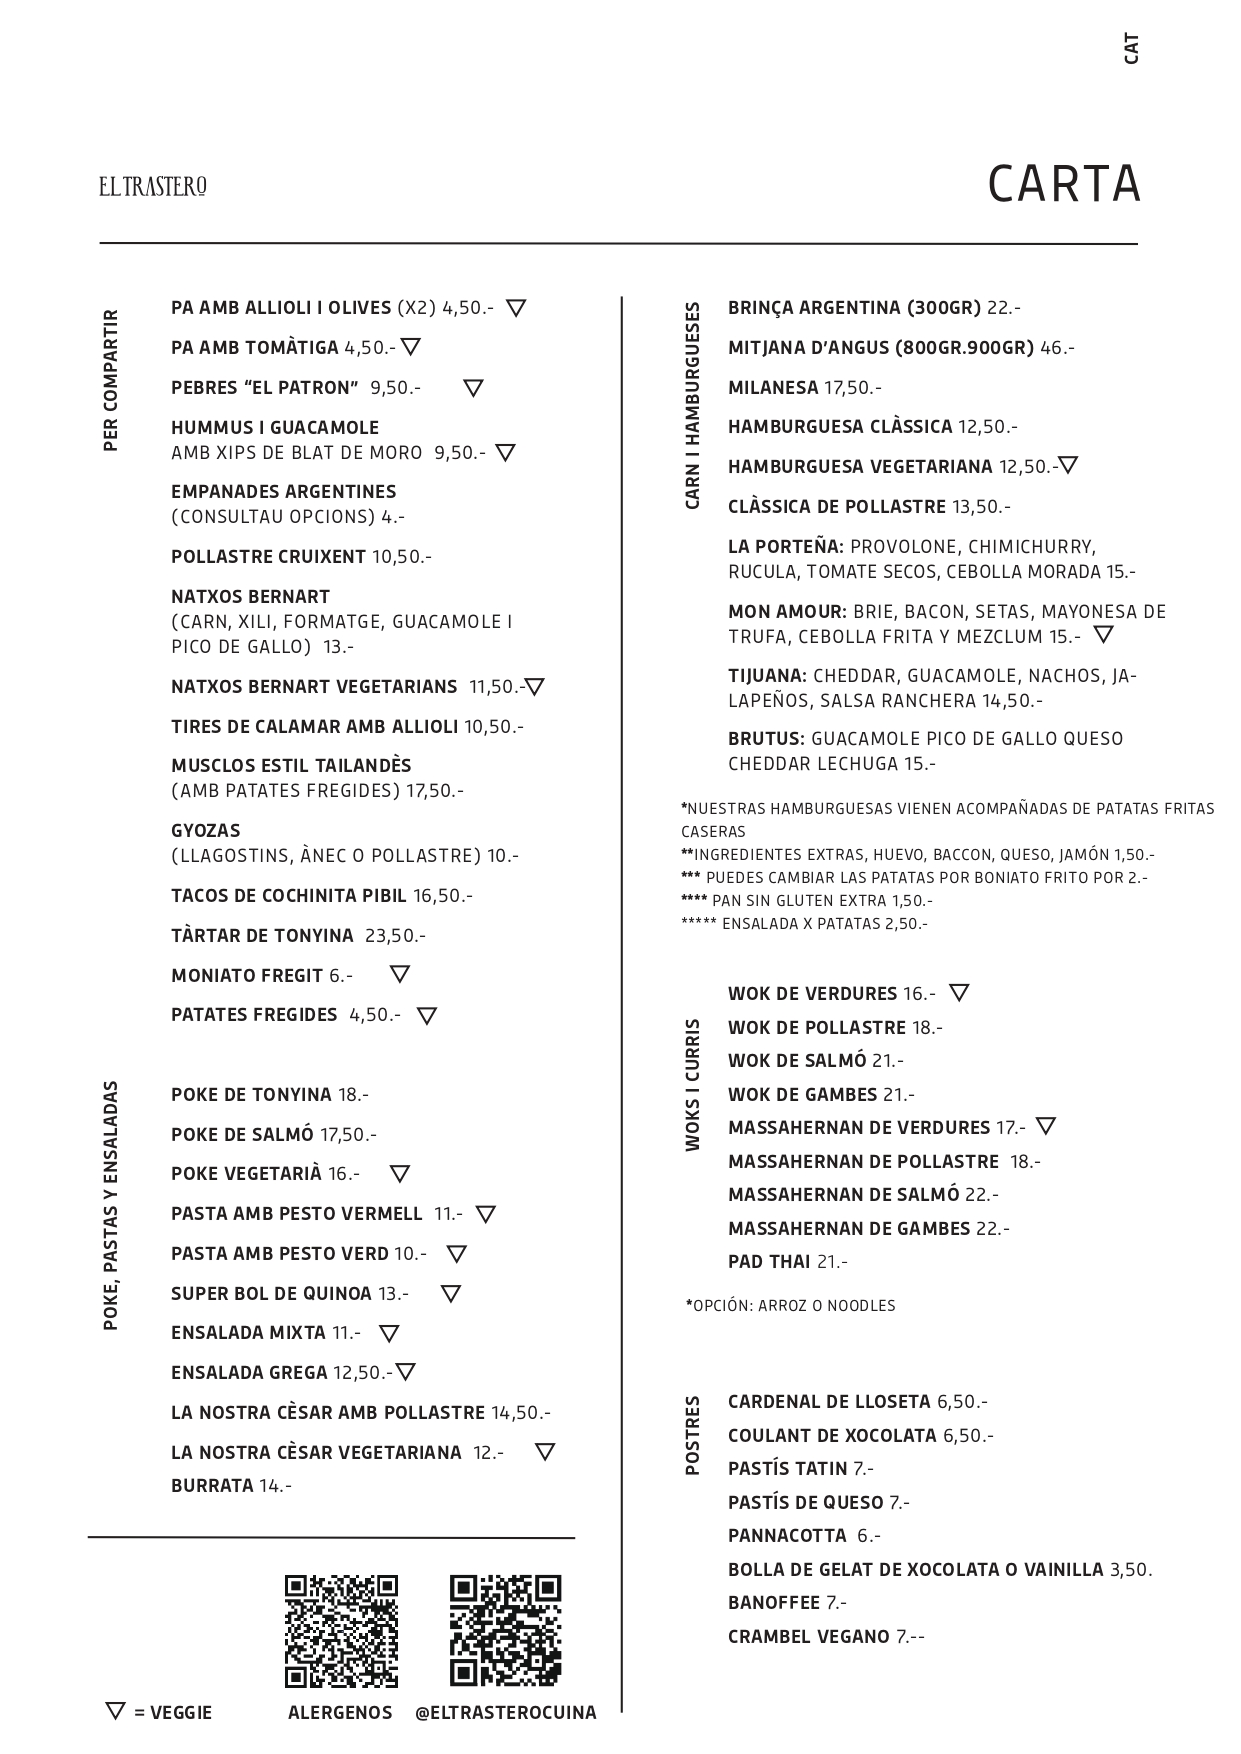 CAT
EL TRASTERO
CARTA
PER COMPARTIR
PA AMB ALLIOLI I OLIVES (X2) 4,50.-
PA AMB TOMÀTIGA 4,50.-
PEBRES “EL PATRON” 9,50.-
HUMMUS I GUACAMOLE
AMB XIPS DE BLAT DE MORO 9,50.-
EMPANADES ARGENTINES
(CONSULTAU OPCIONS) 4.-
POLLASTRE CRUIXENT 10,50.-
NATXOS BERNART
(CARN, XILI, FORMATGE, GUACAMOLE I
PICO DE GALLO) 13.-
NATXOS BERNART VEGETARIANS 11,50.-
TIRES DE CALAMAR AMB ALLIOLI 10,50.-
MUSCLOS ESTIL TAILANDÈS
(AMB PATATES FREGIDES) 17,50.-
GYOZAS
(LLAGOSTINS, ÀNEC O POLLASTRE) 10.-
TACOS DE COCHINITA PIBIL 16,50.-
TÀRTAR DE TONYINA 23,50.-
MONIATO FREGIT 6.-
PATATES FREGIDES 4,50.-
POKE, PASTAS Y ENSALADAS
POKE DE TONYINA 18.-
POKE DE SALMÓ 17,50.-
POKE VEGETARIÀ 16.-
PASTA AMB PESTO VERMELL 11.-
PASTA AMB PESTO VERD 10.-
SUPER BOL DE QUINOA 13.-
ENSALADA MIXTA 11.-
ENSALADA GREGA 12,50.-
LA NOSTRA CÈSAR AMB POLLASTRE 14,50.-
LA NOSTRA CÈSAR VEGETARIANA 12.-
BURRATA 14.-
= VEGGIE
ALERGENOS
@ELTRASTEROCUINA
CARN I HAMBURGUESES
BRINÇA ARGENTINA (300GR) 22.-
MITJANA D’ANGUS (800GR.900GR) 46.-
MILANESA 17,50.-
HAMBURGUESA CLÀSSICA 12,50.-
HAMBURGUESA VEGETARIANA 12,50.-
CLÀSSICA DE POLLASTRE 13,50.-
LA PORTEÑA: PROVOLONE, CHIMICHURRY,
RUCULA, TOMATE SECOS, CEBOLLA MORADA 15.-
MON AMOUR: BRIE, BACON, SETAS, MAYONESA DE
TRUFA, CEBOLLA FRITA Y MEZCLUM 15.-
TIJUANA: CHEDDAR, GUACAMOLE, NACHOS, JA-
LAPEÑOS, SALSA RANCHERA 14,50.-
BRUTUS: GUACAMOLE PICO DE GALLO QUESO
CHEDDAR LECHUGA 15.-
*NUESTRAS HAMBURGUESAS VIENEN ACOMPAÑADAS DE PATATAS FRITAS
CASERAS
**INGREDIENTES EXTRAS, HUEVO, BACCON, QUESO, JAMÓN 1,50.-
*** PUEDES CAMBIAR LAS PATATAS POR BONIATO FRITO POR 2.-
**** PAN SIN GLUTEN EXTRA 1,50.-
***** ENSALADA X PATATAS 2,50.-
WOKS I CURRIS
WOK DE VERDURES 16.-
WOK DE POLLASTRE 18.-
WOK DE SALMÓ 21.-
WOK DE GAMBES 21.-
MASSAHERNAN DE VERDURES 17.-
MASSAHERNAN DE POLLASTRE 18.-
MASSAHERNAN DE SALMÓ 22.-
MASSAHERNAN DE GAMBES 22.-
PAD THAI 21.-
*OPCIÓN: ARROZ O NOODLES
POSTRES
CARDENAL DE LLOSETA 6,50.-
COULANT DE XOCOLATA 6,50.-
PASTÍS TATIN 7.-
PASTÍS DE QUESO 7.-
PANNACOTTA 6.-
BOLLA DE GELAT DE XOCOLATA O VAINILLA 3,50.
BANOFFEE 7.-
CRAMBEL VEGANO 7.--